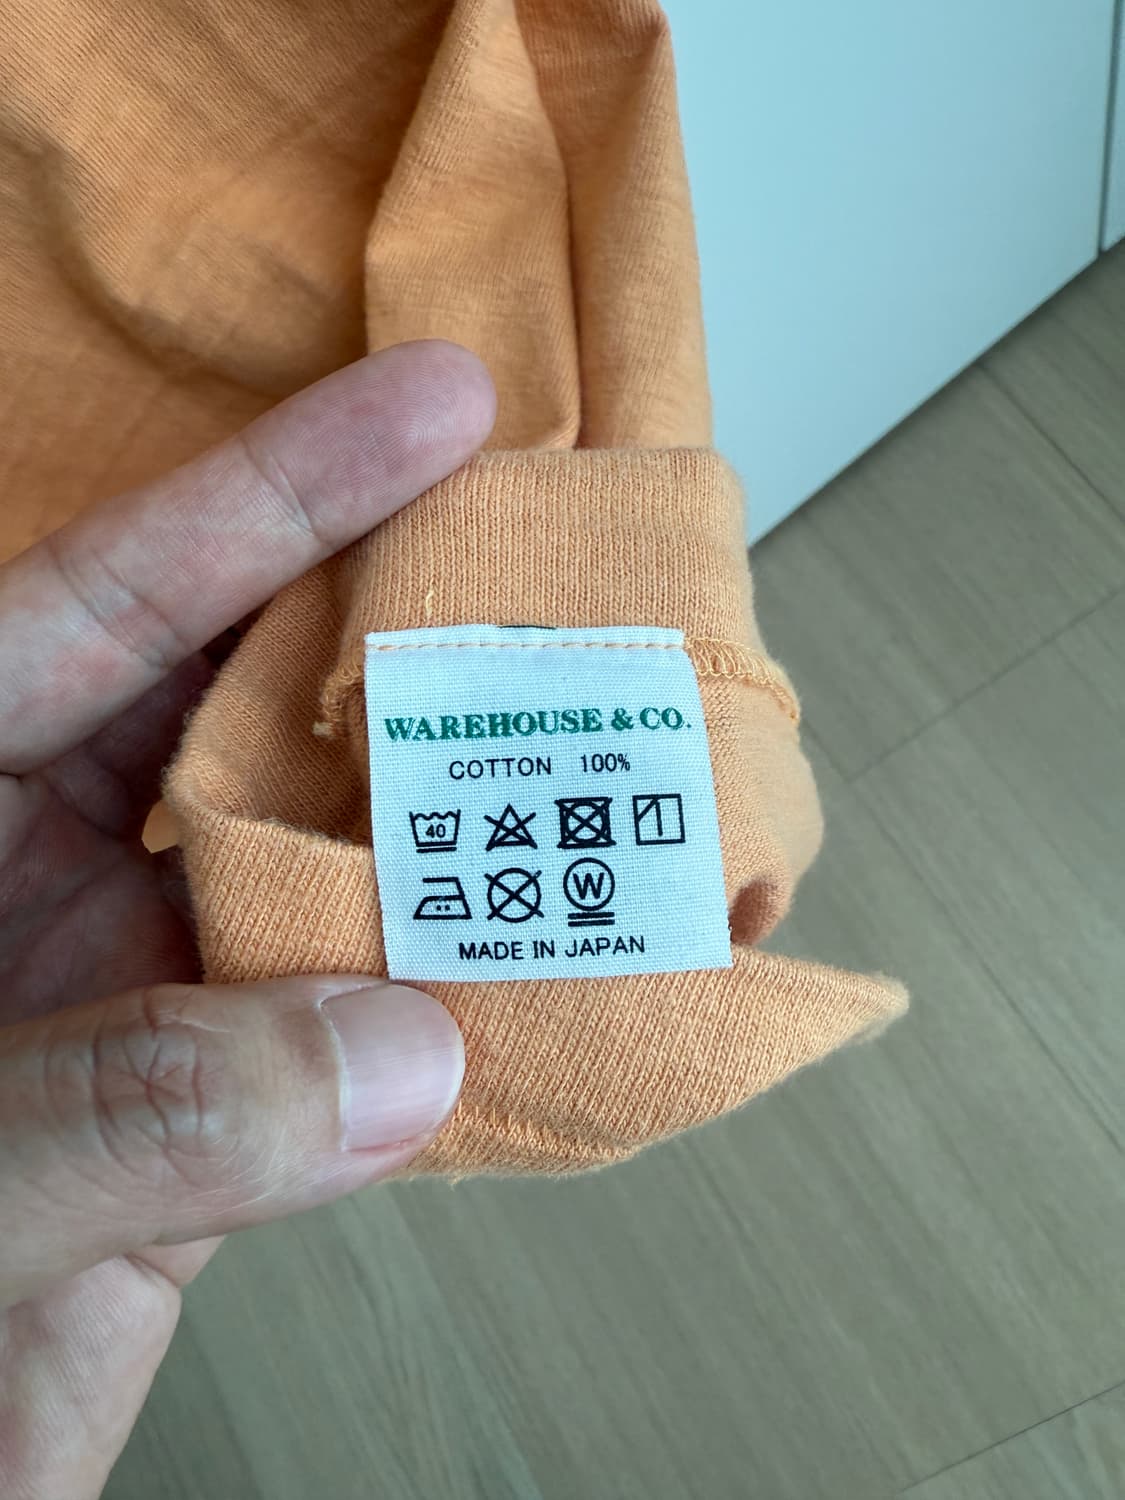 WAREHOUSE & CO.
COTTON 100%
40
W
MADE IN JAPAN